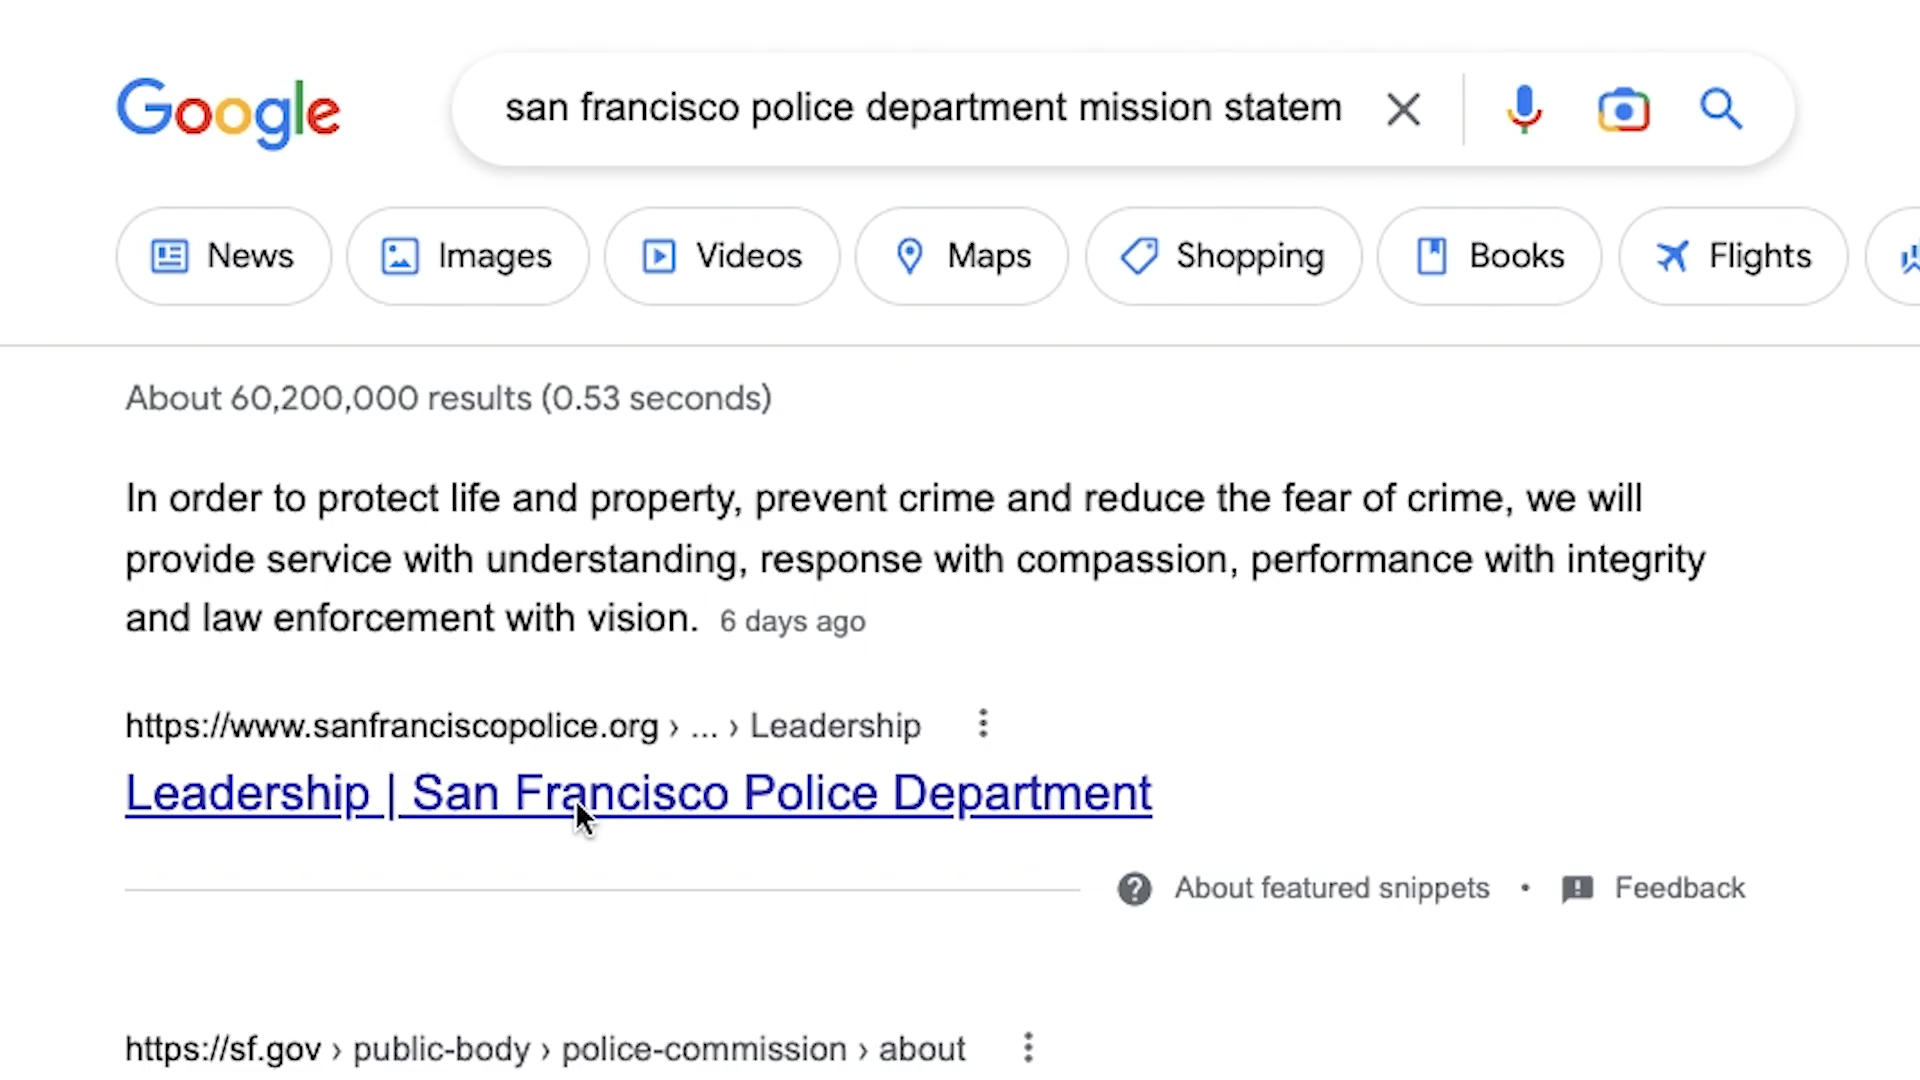 Google
san francisco police department mission statem
News Images Videos Maps Shopping Books Flights
About 60,200,000 results (0.53 seconds)
In order to protect life and property, prevent crime and reduce the fear of crime, we will
provide service with understanding, response with compassion, performance with integrity
and law enforcement with vision. 6 days ago
https://www.sanfranciscopolice.org › ... › Leadership
Leadership | San Francisco Police Department
About featured snippets • Feedback
https://sf.gov › public-body › police-commission › about